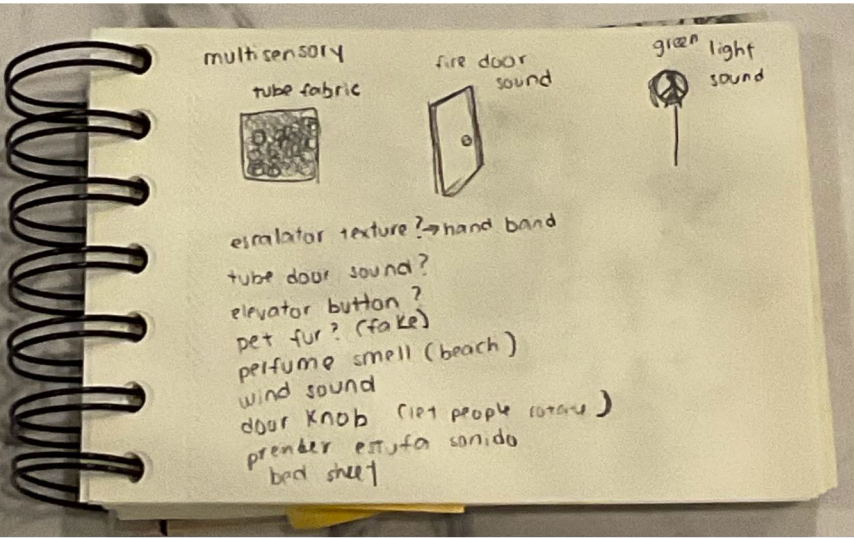 multisensory
tube fabric
fire door
sound
green light
sound
escalator texture? → hand band
tube door sound?
elevator button?
pet fur? (fake)
perfume smell (beach)
wind sound
door knob (let people rotate)
prender estufa sonido
bed sheet